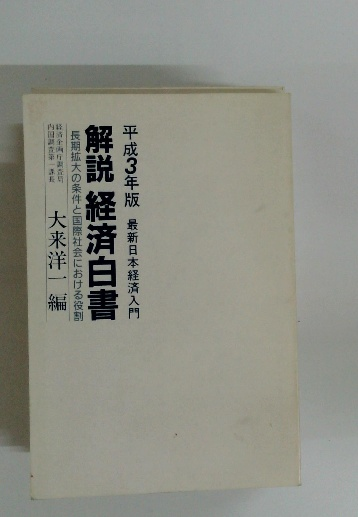 平成3年版 最新日本経済入門
解説 経済白書
長期拡大の条件と国際社会における役割
経済企画庁調査局
内国調査第一課長
大来洋一 編